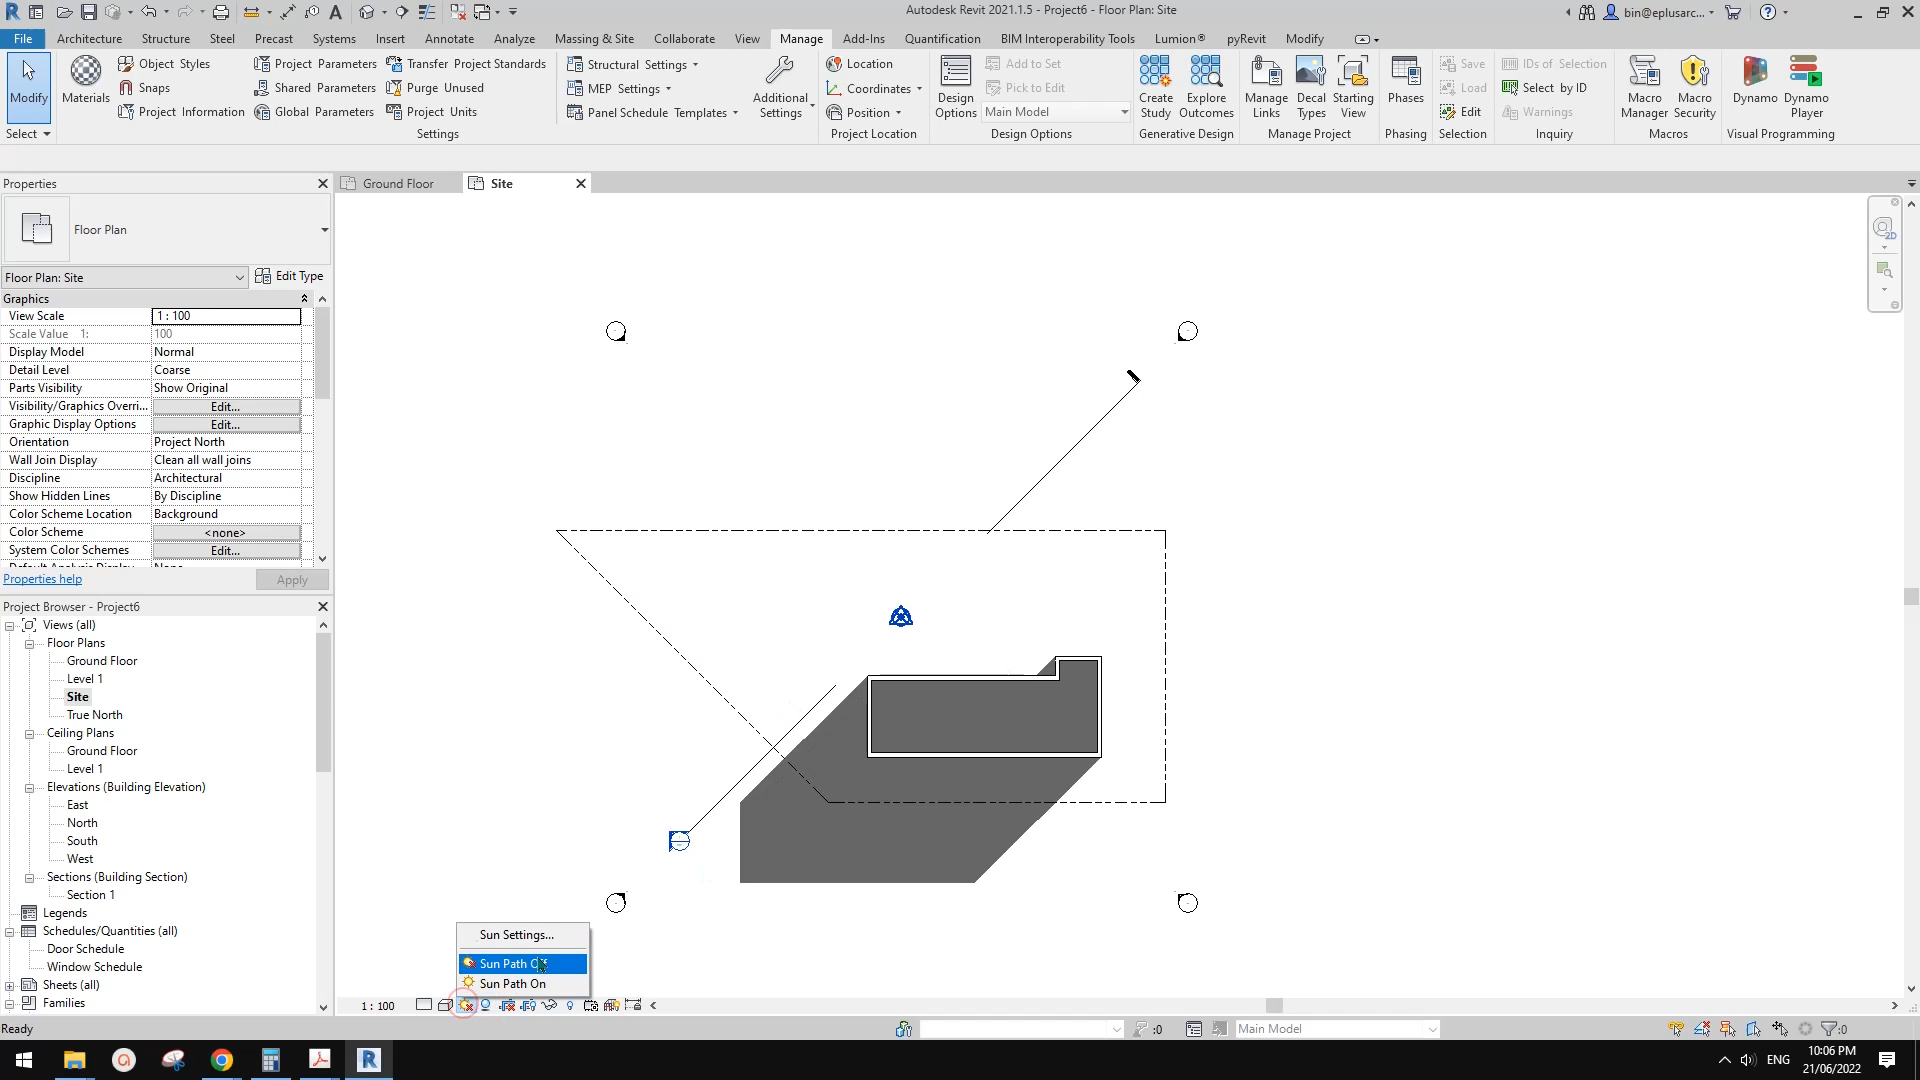 Autodesk Revit 2021.1.5 - Project6 - Floor Plan: Site
bin@eplusarc...
File Architecture Structure Steel Precast Systems Insert Annotate Analyze Massing & Site Collaborate View Manage Add-Ins Quantification BIM Interoperability Tools Lumion® pyRevit Modify
Modify
Select
Materials
Object Styles
Snaps
Project Information
Project Parameters
Shared Parameters
Global Parameters
Transfer Project Standards
Purge Unused
Project Units
Settings
Structural Settings
MEP Settings
Panel Schedule Templates
Additional Settings
Location
Coordinates
Position
Project Location
Design Options
Add to Set
Pick to Edit
Main Model
Design Options
Create Study
Explore Outcomes
Generative Design
Manage Links
Decal Types
Starting View
Manage Project
Phases
Phasing
Save
Load
Edit
Selection
IDs of Selection
Select by ID
Warnings
Inquiry
Macro Manager
Macro Security
Macros
Dynamo
Dynamo Player
Visual Programming
Properties
Ground Floor
Site
2D
Floor Plan
Floor Plan: Site
Edit Type
Graphics
View Scale 1 : 100
Scale Value 1: 100
Display Model Normal
Detail Level Coarse
Parts Visibility Show Original
Visibility/Graphics Overri... Edit...
Graphic Display Options Edit...
Orientation Project North
Wall Join Display Clean all wall joins
Discipline Architectural
Show Hidden Lines By Discipline
Color Scheme Location Background
Color Scheme <none>
System Color Schemes Edit...
Properties help
Apply
Project Browser - Project6
Views (all)
Floor Plans
Ground Floor
Level 1
Site
True North
Ceiling Plans
Ground Floor
Level 1
Elevations (Building Elevation)
East
North
South
West
Sections (Building Section)
Section 1
Legends
Schedules/Quantities (all)
Door Schedule
Window Schedule
Sheets (all)
Families
Sun Settings...
Sun Path Off
Sun Path On
1 : 100
Ready
:0
Main Model
:0
ENG
10:06 PM
21/06/2022